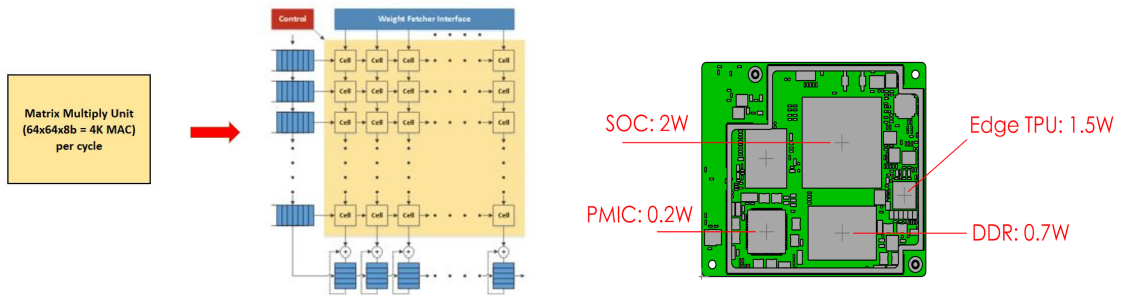 Matrix Multiply Unit
(64x64x8b = 4K MAC)
per cycle
Control
Weight Fetcher Interface
Cell Cell Cell Cell
Cell Cell Cell Cell
Cell Cell Cell Cell
Cell Cell Cell Cell
+ + + +
SOC: 2W
Edge TPU: 1.5W
PMIC: 0.2W
DDR: 0.7W